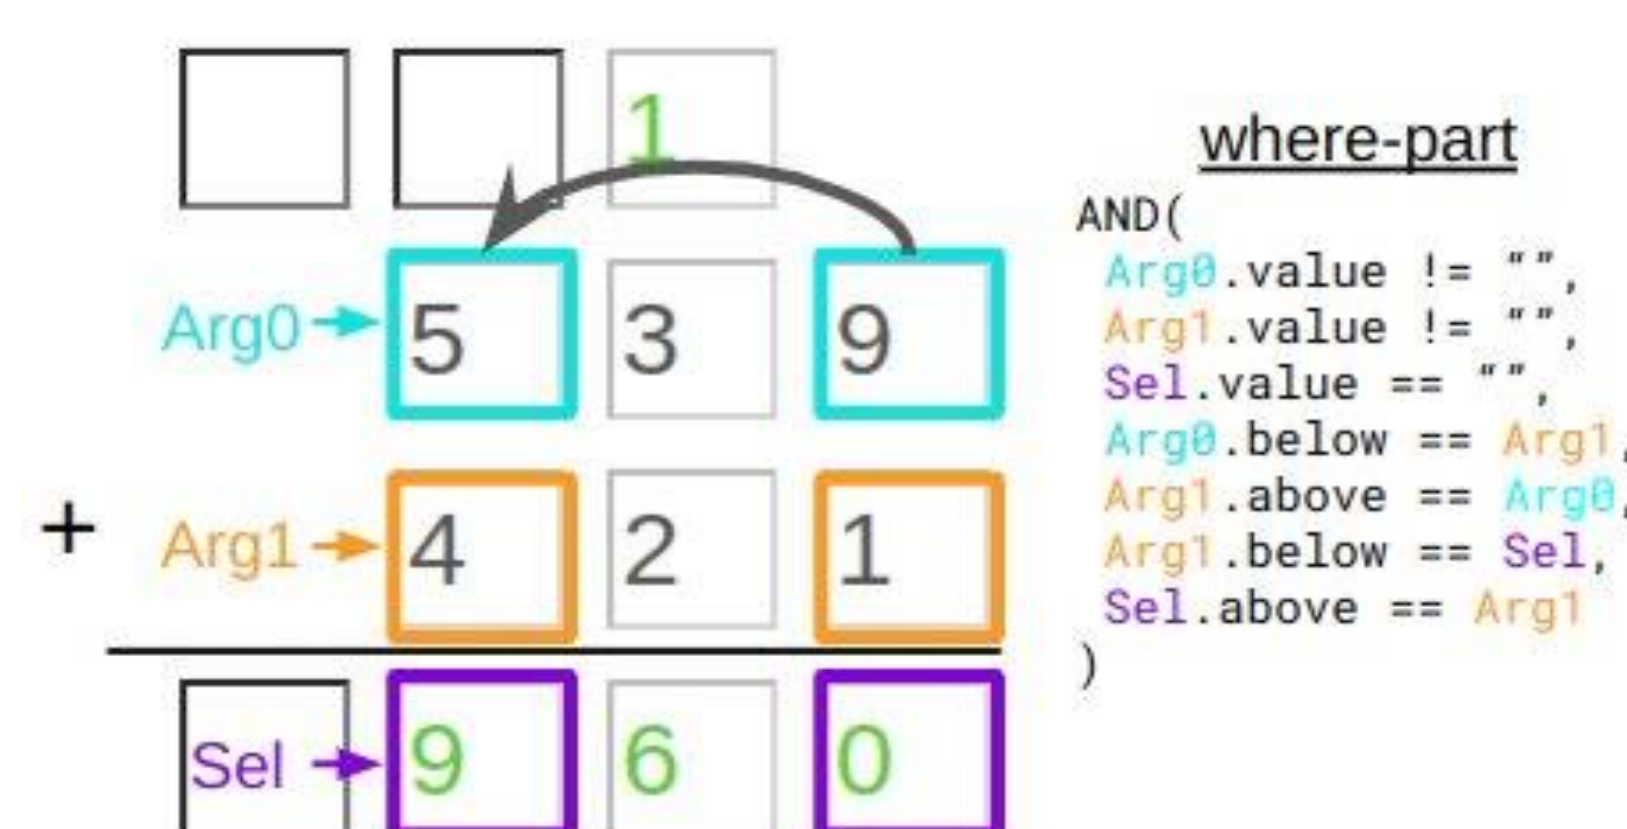 1
Arg0 5 3 9
+ Arg1 4 2 1
Sel 9 6 0
where-part
AND(
Arg0.value != "",
Arg1.value != "",
Sel.value == "",
Arg0.below == Arg1,
Arg1.above == Arg0,
Arg1.below == Sel,
Sel.above == Arg1
)